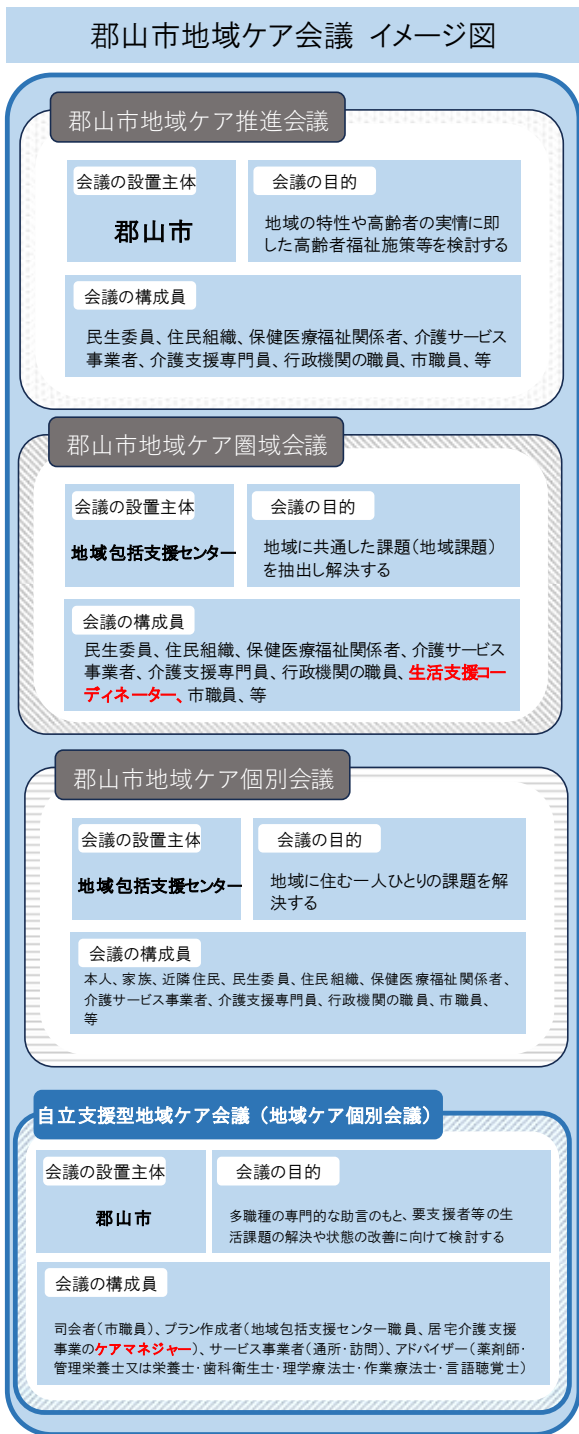 郡山市地域ケア会議 イメージ図
郡山市地域ケア推進会議
会議の設置主体
郡山市
会議の目的
地域の特性や高齢者の実情に即
した高齢者福祉施策等を検討する
会議の構成員
民生委員、住民組織、保健医療福祉関係者、介護サービス
事業者、介護支援専門員、行政機関の職員、市職員、等
郡山市地域ケア圏域会議
会議の設置主体
地域包括支援センター
会議の目的
地域に共通した課題（地域課題）
を抽出し解決する
会議の構成員
民生委員、住民組織、保健医療福祉関係者、介護サービス
事業者、介護支援専門員、行政機関の職員、生活支援コー
ディネーター、市職員、等
郡山市地域ケア個別会議
会議の設置主体
地域包括支援センター
会議の目的
地域に住む一人ひとりの課題を解
決する
会議の構成員
本人、家族、近隣住民、民生委員、住民組織、保健医療福祉関係者、
介護サービス事業者、介護支援専門員、行政機関の職員、市職員、
等
自立支援型地域ケア会議（地域ケア個別会議）
会議の設置主体
郡山市
会議の目的
多職種の専門的な助言のもと、要支援者等の生
活課題の解決や状態の改善に向けて検討する
会議の構成員
司会者（市職員）、プラン作成者（地域包括支援センター職員、居宅介護支援
事業のケアマネジャー）、サービス事業者（通所・訪問）、アドバイザー（薬剤師・
管理栄養士又は栄養士・歯科衛生士・理学療法士・作業療法士・言語聴覚士）